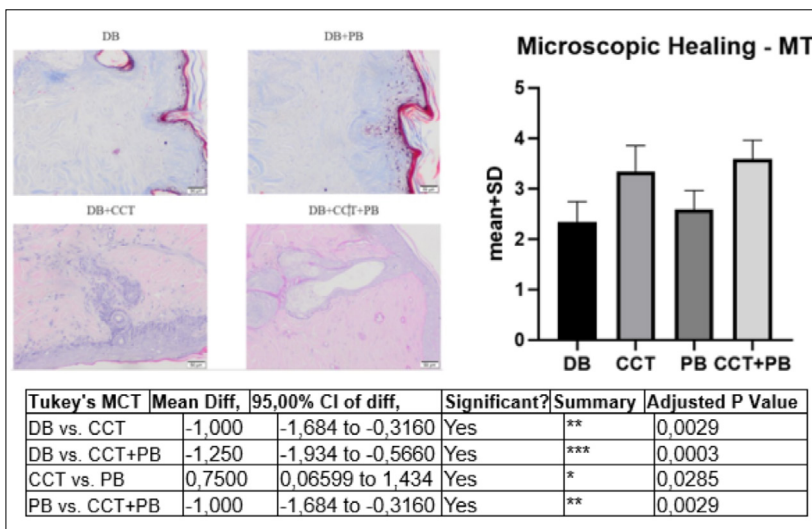 DB
DB+PB
DB+CCT
DB+CCT+PB
Microscopic Healing - MT
mean+SD
5
4
3
2
1
0
DB CCT PB CCT+PB
Tukey's MCT Mean Diff, 95,00% CI of diff, Significant? Summary Adjusted P Value
DB vs. CCT -1,000 -1,684 to -0,3160 Yes ** 0,0029
DB vs. CCT+PB -1,250 -1,934 to -0,5660 Yes *** 0,0003
CCT vs. PB 0,7500 0,06599 to 1,434 Yes * 0,0285
PB vs. CCT+PB -1,000 -1,684 to -0,3160 Yes ** 0,0029